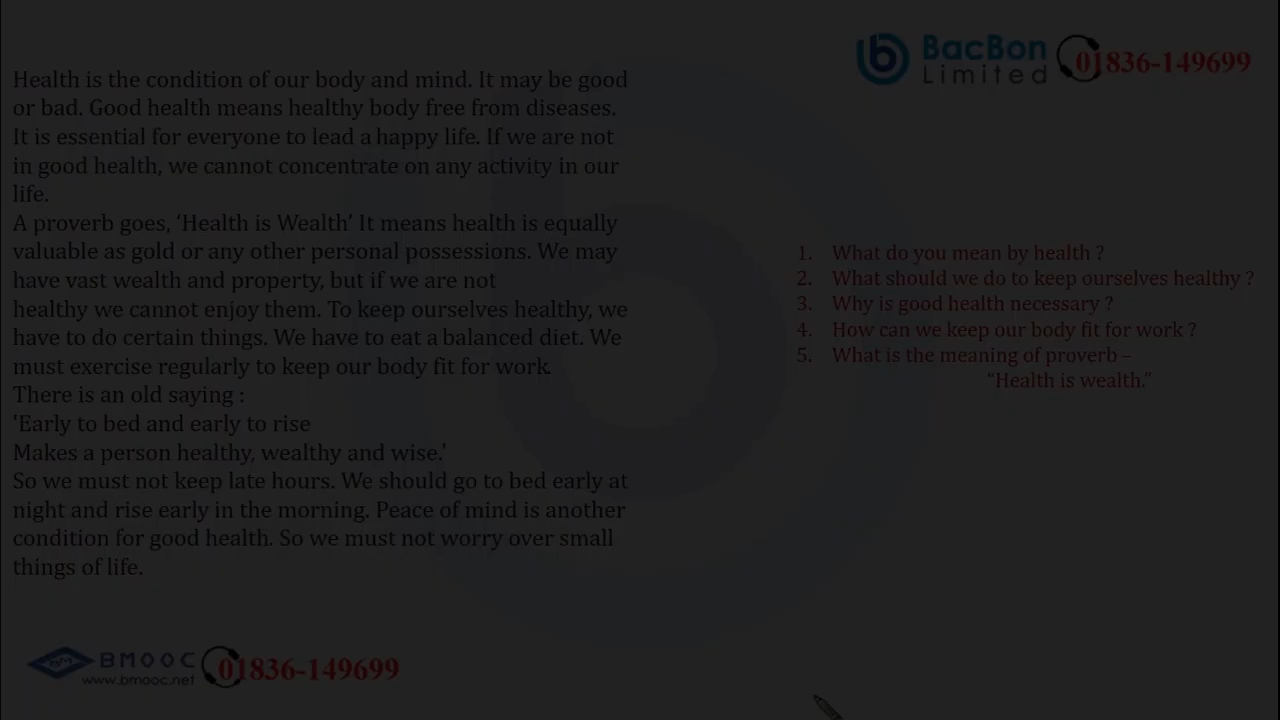 BacBon
Limited
01836-149699
Health is the condition of our body and mind. It may be good
or bad. Good health means healthy body free from diseases.
It is essential for everyone to lead a happy life. If we are not
in good health, we cannot concentrate on any activity in our
life.
A proverb goes, ‘Health is Wealth’ It means health is equally
valuable as gold or any other personal possessions. We may
have vast wealth and property, but if we are not
healthy we cannot enjoy them. To keep ourselves healthy, we
have to do certain things. We have to eat a balanced diet. We
must exercise regularly to keep our body fit for work.
There is an old saying :
‘Early to bed and early to rise
Makes a person healthy, wealthy and wise.’
So we must not keep late hours. We should go to bed early at
night and rise early in the morning. Peace of mind is another
condition for good health. So we must not worry over small
things of life.
1. What do you mean by health ?
2. What should we do to keep ourselves healthy ?
3. Why is good health necessary ?
4. How can we keep our body fit for work ?
5. What is the meaning of proverb –
“Health is wealth.”
BMOOC
www.bmooc.net
01836-149699